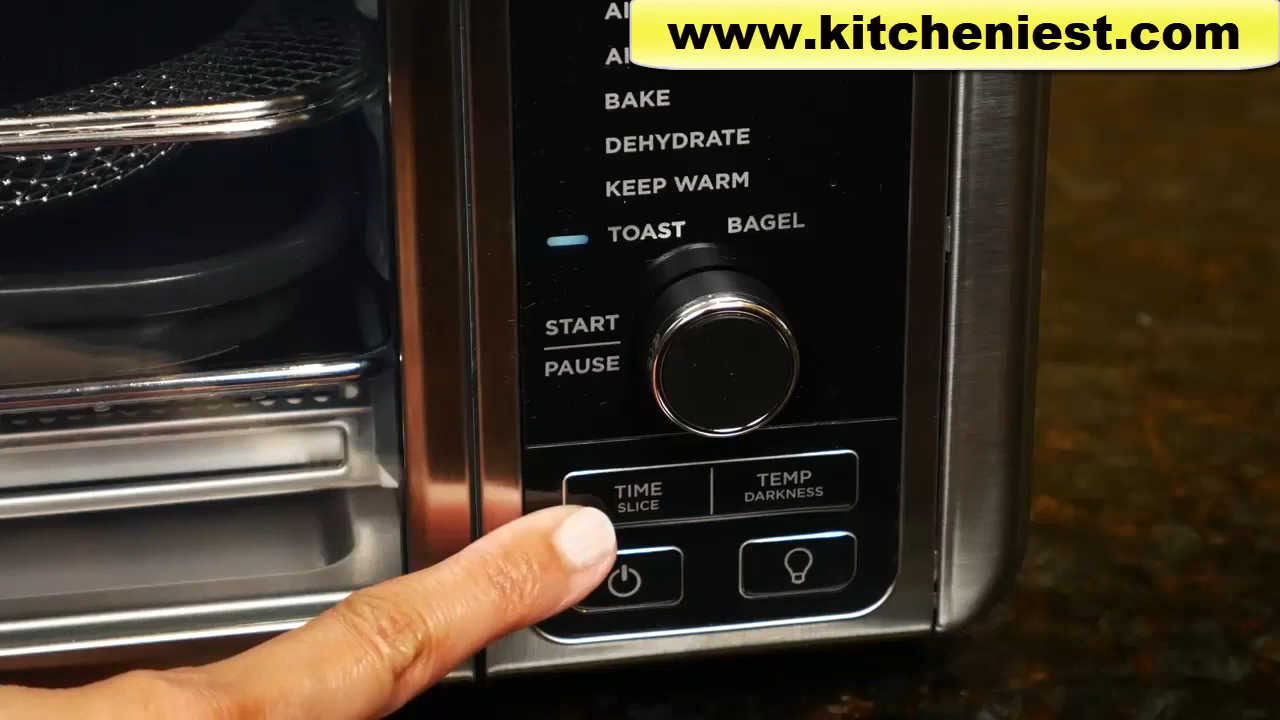 www.kitcheniest.com
BAKE
DEHYDRATE
KEEP WARM
TOAST BAGEL
START
PAUSE
TIME TEMP
SLICE DARKNESS